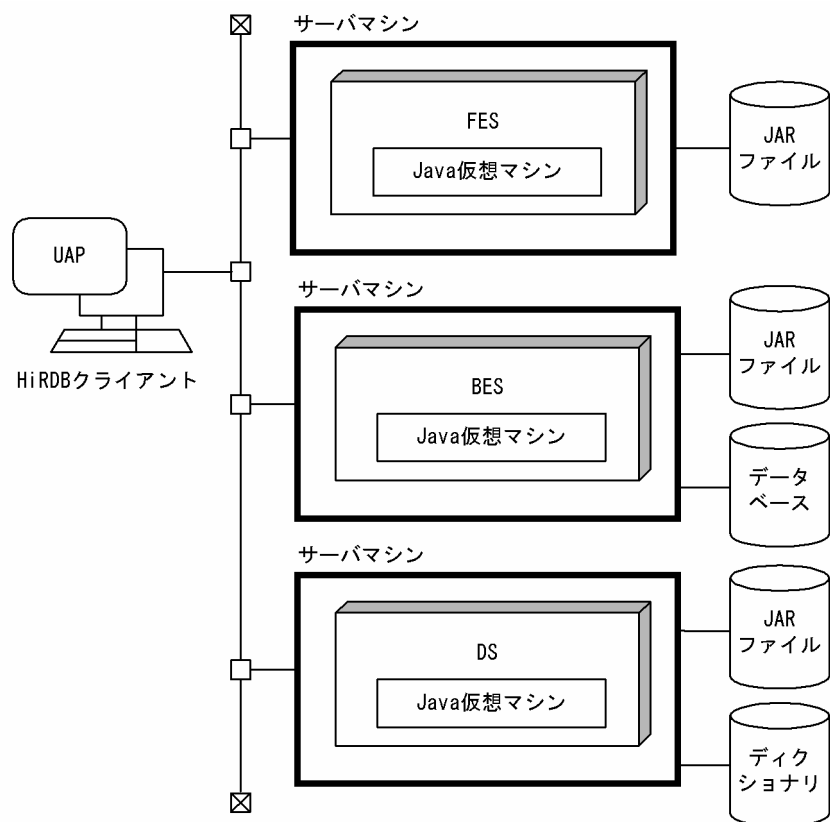 サーバマシン
FES
Java仮想マシン
JAR
ファイル
UAP
HiRDBクライアント
サーバマシン
BES
Java仮想マシン
JAR
ファイル
データ
ベース
サーバマシン
DS
Java仮想マシン
JAR
ファイル
ディク
ショナリ